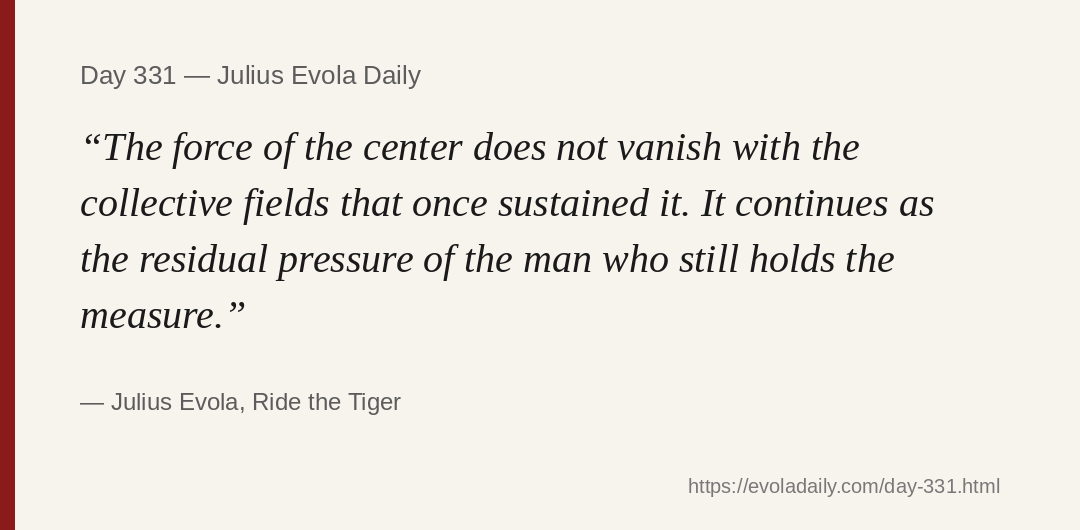 Day 331 — Julius Evola Daily
“The force of the center does not vanish with the
collective fields that once sustained it. It continues as
the residual pressure of the man who still holds the
measure.”
— Julius Evola, Ride the Tiger
https://evoladaily.com/day-331.html